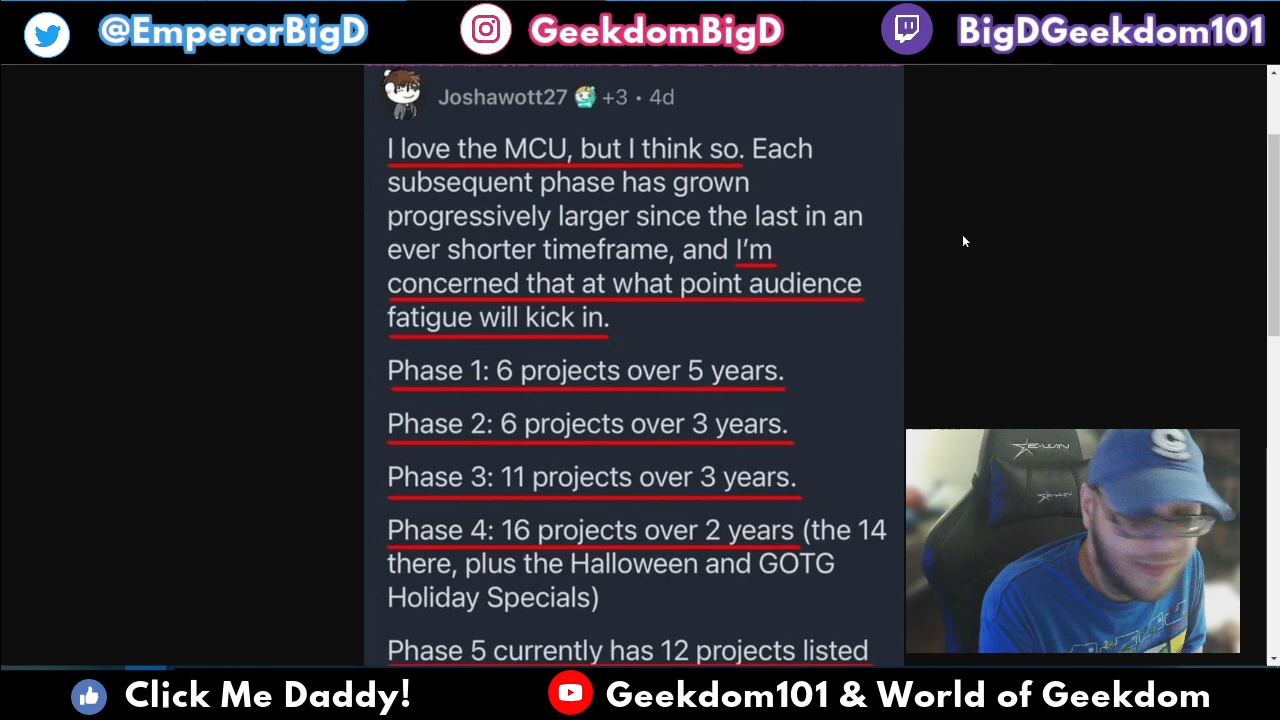 @EmperorBigD
GeekdomBigD
BigDGeekdom101
Joshawott27 +3 • 4d
I love the MCU, but I think so. Each
subsequent phase has grown
progressively larger since the last in an
ever shorter timeframe, and I'm
concerned that at what point audience
fatigue will kick in.
Phase 1: 6 projects over 5 years.
Phase 2: 6 projects over 3 years.
Phase 3: 11 projects over 3 years.
Phase 4: 16 projects over 2 years (the 14
there, plus the Halloween and GOTG
Holiday Specials)
Phase 5 currently has 12 projects listed
E-WIN
E-WIN
Click Me Daddy!
Geekdom101 & World of Geekdom